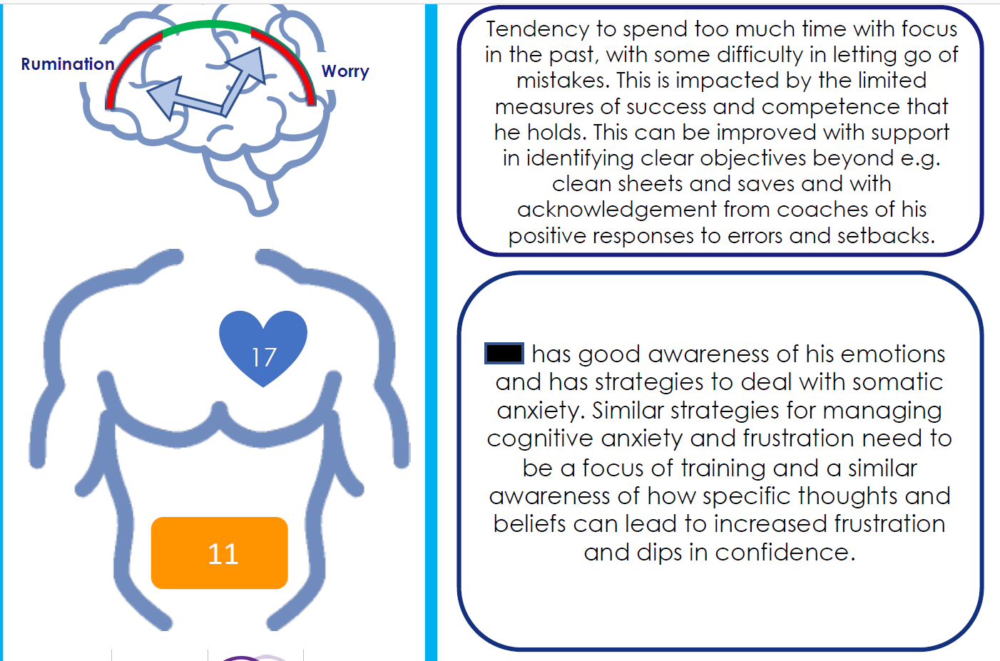 Rumination
Worry
17
11
Tendency to spend too much time with focus
in the past, with some difficulty in letting go of
mistakes. This is impacted by the limited
measures of success and competence that
he holds. This can be improved with support
in identifying clear objectives beyond e.g.
clean sheets and saves and with
acknowledgement from coaches of his
positive responses to errors and setbacks.
has good awareness of his emotions
and has strategies to deal with somatic
anxiety. Similar strategies for managing
cognitive anxiety and frustration need to
be a focus of training and a similar
awareness of how specific thoughts and
beliefs can lead to increased frustration
and dips in confidence.